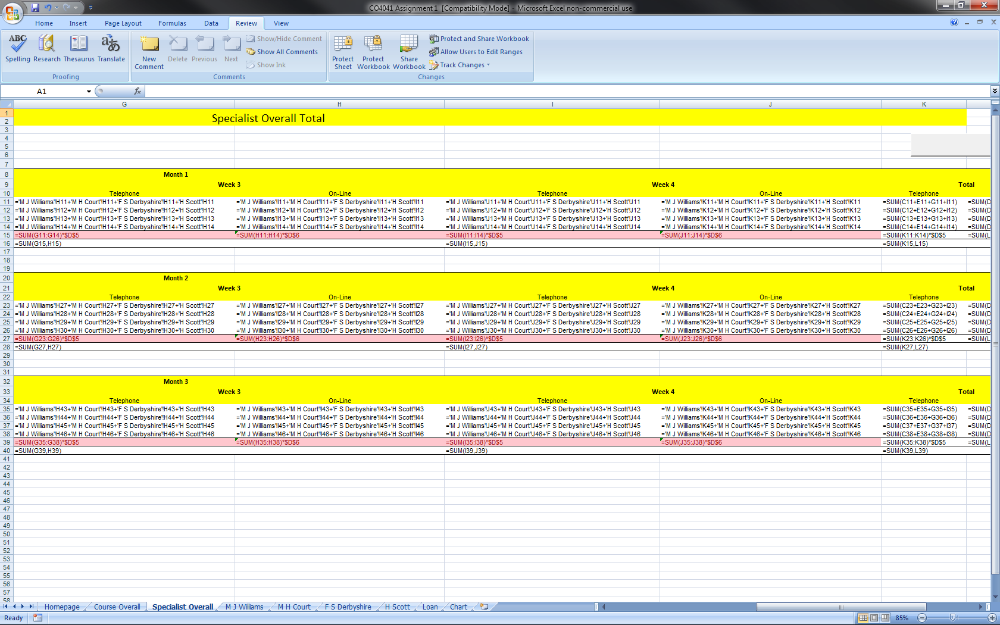 CO4041 Assignment 1 [Compatibility Mode] - Microsoft Excel non-commercial use
Home Insert Page Layout Formulas Data Review View
ABC
Spelling Research Thesaurus Translate
New Comment Delete Previous Next
Show/Hide Comment
Show All Comments
Show Ink
Protect Sheet Protect Workbook Share Workbook
Protect and Share Workbook
Allow Users to Edit Ranges
Track Changes
Proofing Comments Changes
A1 fx
G H I J K
1
Specialist Overall Total
2
3
4
5
6
7
8 Month 1
9 Week 3 Week 4 Total
10 Telephone On-Line Telephone On-Line Telephone
11 ='M J Williams'!H11+'M H Court'!H11+'F S Derbyshire'!H11+'H Scott'!H11 ='M J Williams'!I11+'M H Court'!I11+'F S Derbyshire'!I11+'H Scott'!I11 ='M J Williams'!J11+'M H Court'!J11+'F S Derbyshire'!J11+'H Scott'!J11 ='M J Williams'!K11+'M H Court'!K11+'F S Derbyshire'!K11+'H Scott'!K11 =SUM(C11+E11+G11+I11) =SUM(D
12 ='M J Williams'!H12+'M H Court'!H12+'F S Derbyshire'!H12+'H Scott'!H12 ='M J Williams'!I12+'M H Court'!I12+'F S Derbyshire'!I12+'H Scott'!I12 ='M J Williams'!J12+'M H Court'!J12+'F S Derbyshire'!J12+'H Scott'!J12 ='M J Williams'!K12+'M H Court'!K12+'F S Derbyshire'!K12+'H Scott'!K12 =SUM(C12+E12+G12+I12) =SUM(D
13 ='M J Williams'!H13+'M H Court'!H13+'F S Derbyshire'!H13+'H Scott'!H13 ='M J Williams'!I13+'M H Court'!I13+'F S Derbyshire'!I13+'H Scott'!I13 ='M J Williams'!J13+'M H Court'!J13+'F S Derbyshire'!J13+'H Scott'!J13 ='M J Williams'!K13+'M H Court'!K13+'F S Derbyshire'!K13+'H Scott'!K13 =SUM(C13+E13+G13+I13) =SUM(D
14 ='M J Williams'!H14+'M H Court'!H14+'F S Derbyshire'!H14+'H Scott'!H14 ='M J Williams'!I14+'M H Court'!I14+'F S Derbyshire'!I14+'H Scott'!I14 ='M J Williams'!J14+'M H Court'!J14+'F S Derbyshire'!J14+'H Scott'!J14 ='M J Williams'!K14+'M H Court'!K14+'F S Derbyshire'!K14+'H Scott'!K14 =SUM(C14+E14+G14+I14) =SUM(D
15 =SUM(G11:G14)*$D$5 =SUM(H11:H14)*$D$6 =SUM(I11:I14)*$D$5 =SUM(J11:J14)*$D$6 =SUM(K11:K14)*$D$5 =SUM(L
16 =SUM(G15,H15) =SUM(I15,J15) =SUM(K15,L15)
17
18
19
20 Month 2
21 Week 3 Week 4 Total
22 Telephone On-Line Telephone On-Line Telephone
23 ='M J Williams'!H27+'M H Court'!H27+'F S Derbyshire'!H27+'H Scott'!H27 ='M J Williams'!I27+'M H Court'!I27+'F S Derbyshire'!I27+'H Scott'!I27 ='M J Williams'!J27+'M H Court'!J27+'F S Derbyshire'!J27+'H Scott'!J27 ='M J Williams'!K27+'M H Court'!K27+'F S Derbyshire'!K27+'H Scott'!K27 =SUM(C23+E23+G23+I23) =SUM(D
24 ='M J Williams'!H28+'M H Court'!H28+'F S Derbyshire'!H28+'H Scott'!H28 ='M J Williams'!I28+'M H Court'!I28+'F S Derbyshire'!I28+'H Scott'!I28 ='M J Williams'!J28+'M H Court'!J28+'F S Derbyshire'!J28+'H Scott'!J28 ='M J Williams'!K28+'M H Court'!K28+'F S Derbyshire'!K28+'H Scott'!K28 =SUM(C24+E24+G24+I24) =SUM(D
25 ='M J Williams'!H29+'M H Court'!H29+'F S Derbyshire'!H29+'H Scott'!H29 ='M J Williams'!I29+'M H Court'!I29+'F S Derbyshire'!I29+'H Scott'!I29 ='M J Williams'!J29+'M H Court'!J29+'F S Derbyshire'!J29+'H Scott'!J29 ='M J Williams'!K29+'M H Court'!K29+'F S Derbyshire'!K29+'H Scott'!K29 =SUM(C25+E25+G25+I25) =SUM(D
26 ='M J Williams'!H30+'M H Court'!H30+'F S Derbyshire'!H30+'H Scott'!H30 ='M J Williams'!I30+'M H Court'!I30+'F S Derbyshire'!I30+'H Scott'!I30 ='M J Williams'!J30+'M H Court'!J30+'F S Derbyshire'!J30+'H Scott'!J30 ='M J Williams'!K30+'M H Court'!K30+'F S Derbyshire'!K30+'H Scott'!K30 =SUM(C26+E26+G26+I26) =SUM(D
27 =SUM(G23:G26)*$D$5 =SUM(H23:H26)*$D$6 =SUM(I23:I26)*$D$5 =SUM(J23:J26)*$D$6 =SUM(K23:K26)*$D$5 =SUM(L
28 =SUM(G27,H27) =SUM(I27,J27) =SUM(K27,L27)
29
30
31
32 Month 3
33 Week 3 Week 4 Total
34 Telephone On-Line Telephone On-Line Telephone
35 ='M J Williams'!H43+'M H Court'!H43+'F S Derbyshire'!H43+'H Scott'!H43 ='M J Williams'!I43+'M H Court'!I43+'F S Derbyshire'!I43+'H Scott'!I43 ='M J Williams'!J43+'M H Court'!J43+'F S Derbyshire'!J43+'H Scott'!J43 ='M J Williams'!K43+'M H Court'!K43+'F S Derbyshire'!K43+'H Scott'!K43 =SUM(C35+E35+G35+I35) =SUM(D
36 ='M J Williams'!H44+'M H Court'!H44+'F S Derbyshire'!H44+'H Scott'!H44 ='M J Williams'!I44+'M H Court'!I44+'F S Derbyshire'!I44+'H Scott'!I44 ='M J Williams'!J44+'M H Court'!J44+'F S Derbyshire'!J44+'H Scott'!J44 ='M J Williams'!K44+'M H Court'!K44+'F S Derbyshire'!K44+'H Scott'!K44 =SUM(C36+E36+G36+I36) =SUM(D
37 ='M J Williams'!H45+'M H Court'!H45+'F S Derbyshire'!H45+'H Scott'!H45 ='M J Williams'!I45+'M H Court'!I45+'F S Derbyshire'!I45+'H Scott'!I45 ='M J Williams'!J45+'M H Court'!J45+'F S Derbyshire'!J45+'H Scott'!J45 ='M J Williams'!K45+'M H Court'!K45+'F S Derbyshire'!K45+'H Scott'!K45 =SUM(C37+E37+G37+I37) =SUM(D
38 ='M J Williams'!H46+'M H Court'!H46+'F S Derbyshire'!H46+'H Scott'!H46 ='M J Williams'!I46+'M H Court'!I46+'F S Derbyshire'!I46+'H Scott'!I46 ='M J Williams'!J46+'M H Court'!J46+'F S Derbyshire'!J46+'H Scott'!J46 ='M J Williams'!K46+'M H Court'!K46+'F S Derbyshire'!K46+'H Scott'!K46 =SUM(C38+E38+G38+I38) =SUM(D
39 =SUM(G35:G38)*$D$5 =SUM(H35:H38)*$D$6 =SUM(I35:I38)*$D$5 =SUM(J35:J38)*$D$6 =SUM(K35:K38)*$D$5 =SUM(L
40 =SUM(G39,H39) =SUM(I39,J39) =SUM(K39,L39)
41
42
43
44
45
46
47
48
49
50
51
52
53
54
55
56
57
58
Homepage Course Overall Specialist Overall M J Williams M H Court F S Derbyshire H Scott Loan Chart
Ready 85%